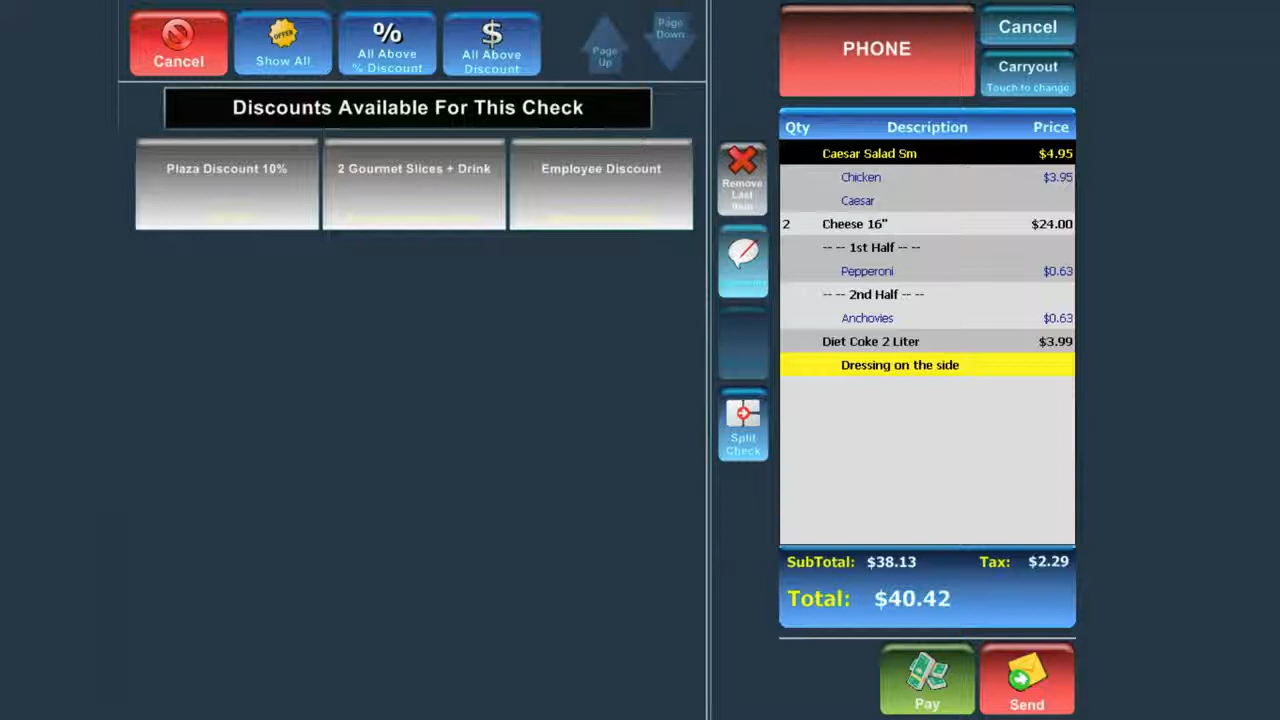 Cancel
Show All
OFFER
%
All Above
% Discount
$
All Above
Discount
Page
Up
Page
Down
Discounts Available For This Check
Plaza Discount 10%
2 Gourmet Slices + Drink
Employee Discount
Remove
Last
Item
Split
Check
PHONE
Cancel
Carryout
Touch to change
Qty Description Price
Caesar Salad Sm $4.95
Chicken $3.95
Caesar
2 Cheese 16" $24.00
-- -- 1st Half -- --
Pepperoni $0.63
-- -- 2nd Half -- --
Anchovies $0.63
Diet Coke 2 Liter $3.99
Dressing on the side
SubTotal: $38.13 Tax: $2.29
Total: $40.42
Pay
Send